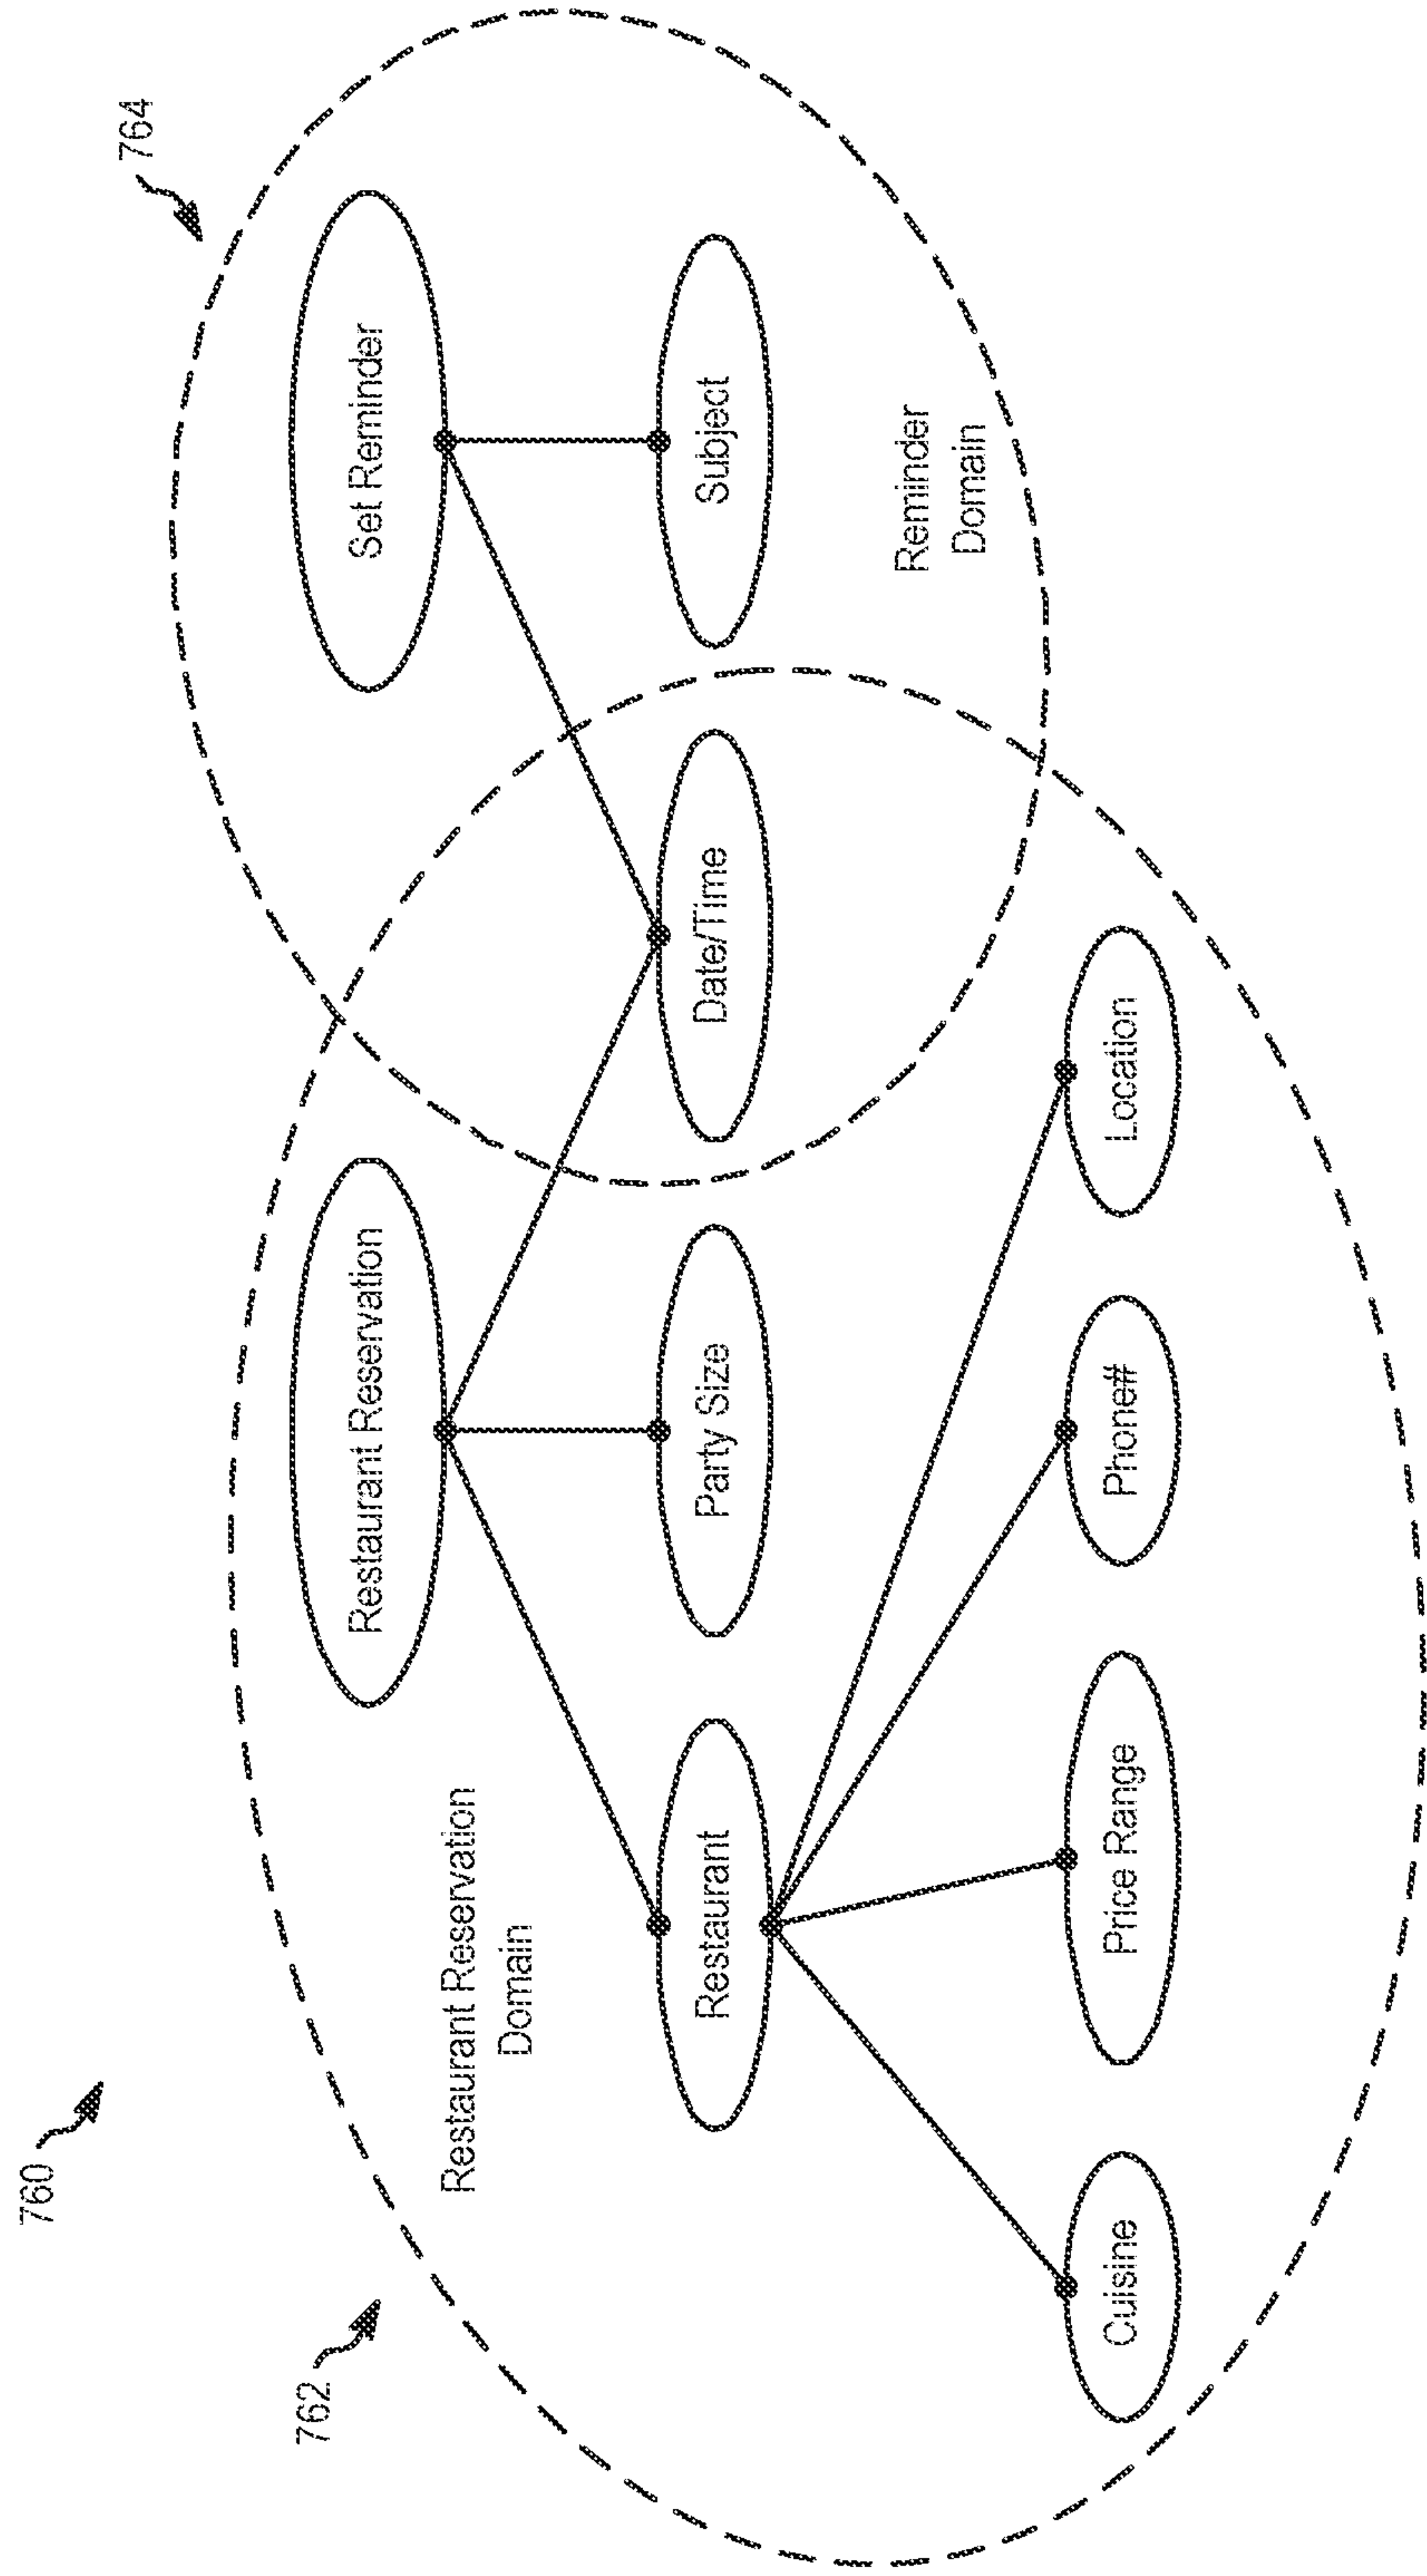 760
762
764
Restaurant Reservation
Set Reminder
Restaurant Reservation
Domain
Restaurant
Party Size
Date/Time
Subject
Reminder
Domain
Cuisine
Price Range
Phone#
Location